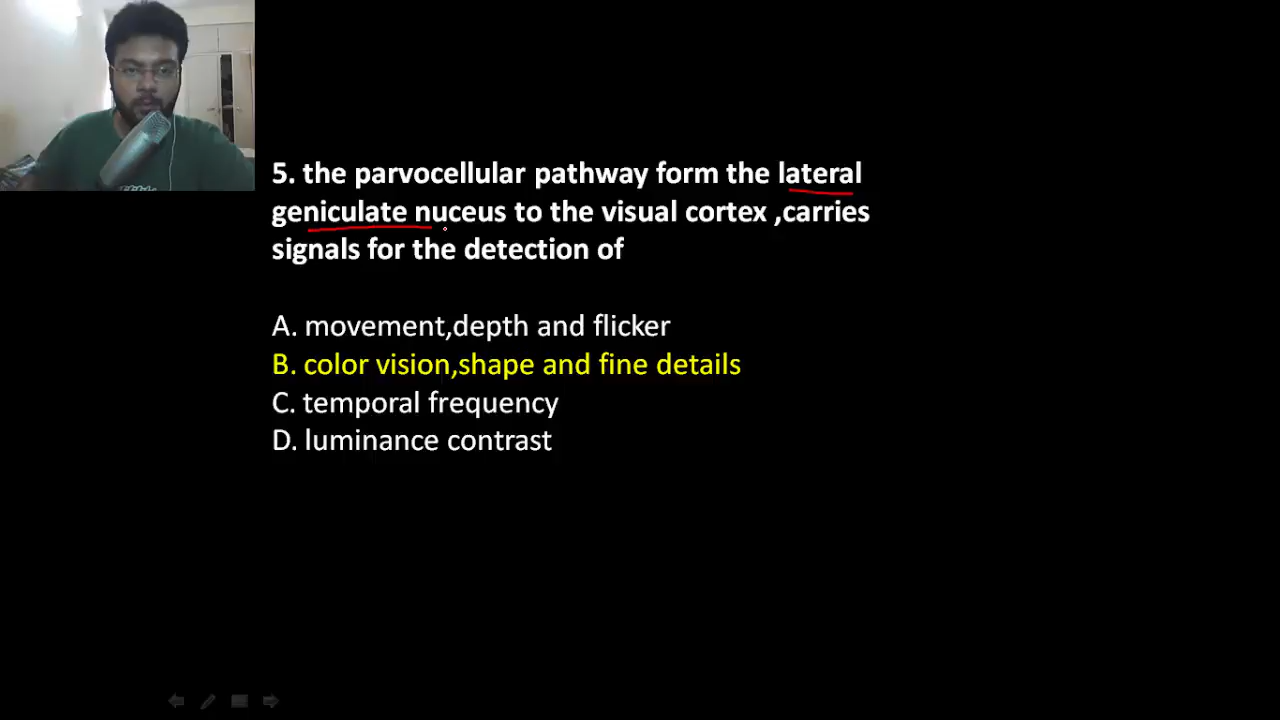 5. the parvocellular pathway form the lateral
geniculate nuceus to the visual cortex ,carries
signals for the detection of
A. movement,depth and flicker
B. color vision,shape and fine details
C. temporal frequency
D. luminance contrast